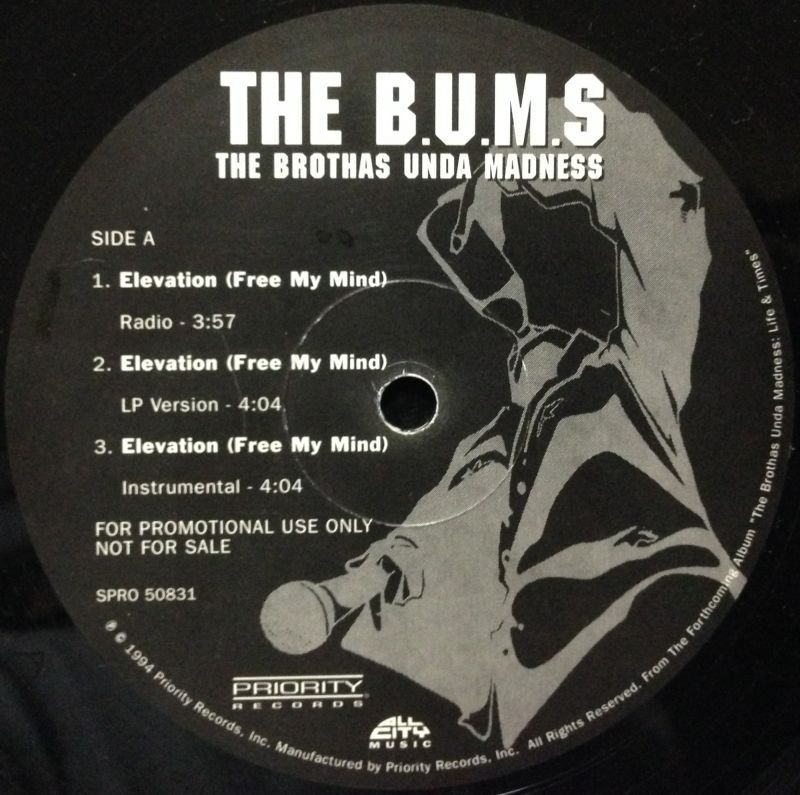 THE B.U.M.S
THE BROTHAS UNDA MADNESS
SIDE A
1. Elevation (Free My Mind)
Radio - 3:57
2. Elevation (Free My Mind)
LP Version - 4:04
3. Elevation (Free My Mind)
Instrumental - 4:04
FOR PROMOTIONAL USE ONLY
NOT FOR SALE
SPRO 50831
PRIORITY
RECORDS®
ALL
CITY
MUSIC
℗ © 1994 Priority Records, Inc. Manufactured by Priority Records, Inc. All Rights Reserved. From The Forthcoming Album "The Brothas Unda Madness: Life & Times"